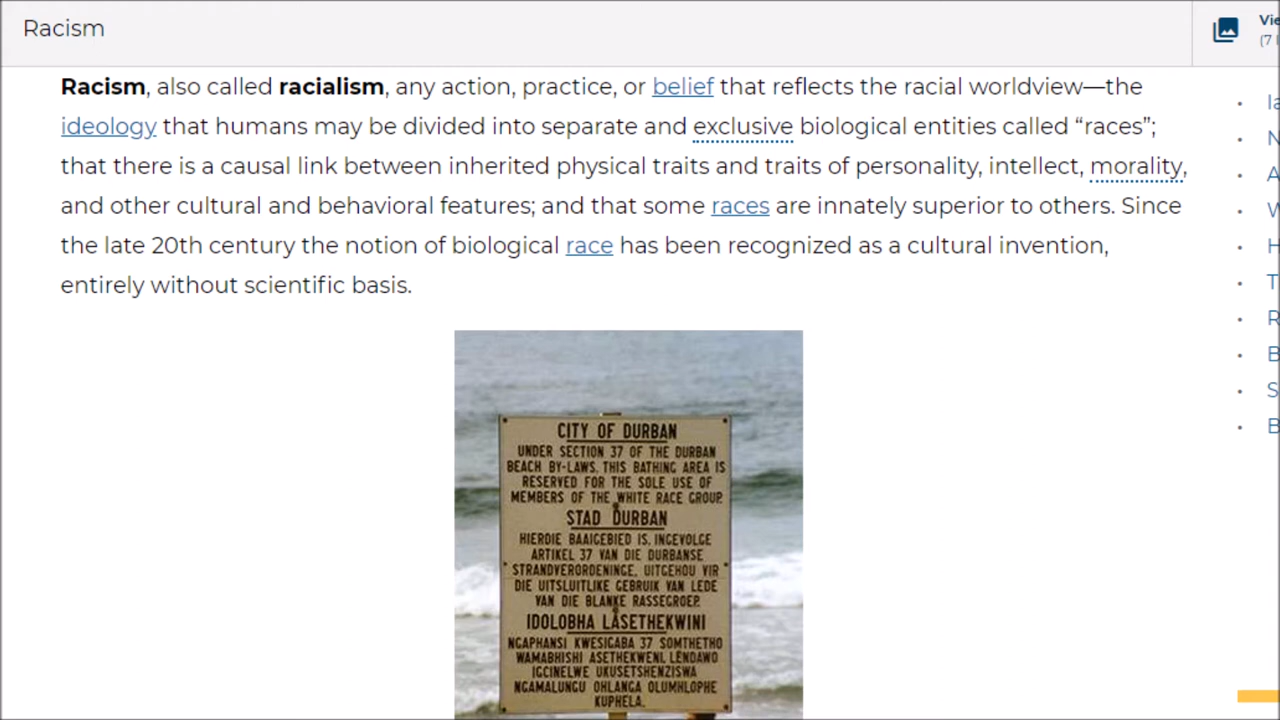 Racism
Vie
(7
Racism, also called racialism, any action, practice, or belief that reflects the racial worldview—the
ideology that humans may be divided into separate and exclusive biological entities called “races”;
that there is a causal link between inherited physical traits and traits of personality, intellect, morality,
and other cultural and behavioral features; and that some races are innately superior to others. Since
the late 20th century the notion of biological race has been recognized as a cultural invention,
entirely without scientific basis.
CITY OF DURBAN
UNDER SECTION 37 OF THE DURBAN
BEACH BY-LAWS, THIS BATHING AREA IS
RESERVED FOR THE SOLE USE OF
MEMBERS OF THE WHITE RACE GROUP.
STAD DURBAN
HIERDIE BAAIGEBIED IS, INGEVOLGE
ARTIKEL 37 VAN DIE DURBANSE
STRANDVERORDENINGE, UITGEHOU VIR
DIE UITSLUITLIKE GEBRUIK VAN LEDE
VAN DIE BLANKE RASSEGROEP.
IDOLOBHA LASETHEKWINI
NGAPHANSI KWESIGABA 37 SOMTHETHO
WAMABHISHI ASETHEKWENI, LENDAWO
IGCINELWE UKUSETSHENZISWA
NGAMALUNGU OHLANGA OLUMHLOPHE
KUPHELA.
N
A
W
H
T
R
B
S
B